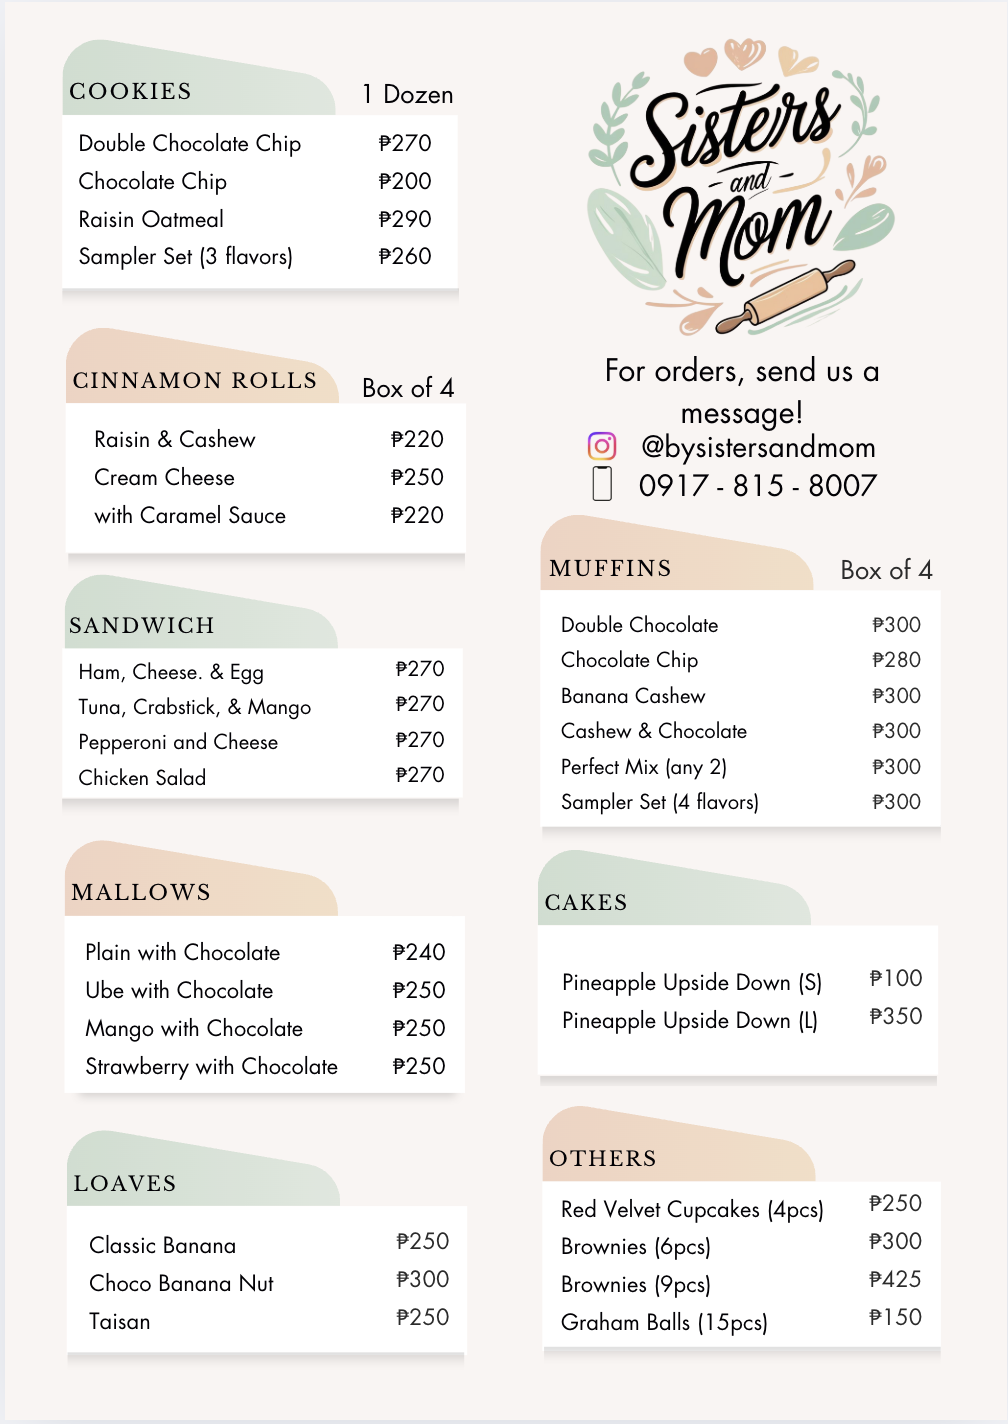 COOKIES 1 Dozen
Double Chocolate Chip ₱270
Chocolate Chip ₱200
Raisin Oatmeal ₱290
Sampler Set (3 flavors) ₱260
CINNAMON ROLLS Box of 4
Raisin & Cashew ₱220
Cream Cheese ₱250
with Caramel Sauce ₱220
SANDWICH
Ham, Cheese. & Egg ₱270
Tuna, Crabstick, & Mango ₱270
Pepperoni and Cheese ₱270
Chicken Salad ₱270
MALLOWS
Plain with Chocolate ₱240
Ube with Chocolate ₱250
Mango with Chocolate ₱250
Strawberry with Chocolate ₱250
LOAVES
Classic Banana ₱250
Choco Banana Nut ₱300
Taisan ₱250
Sisters
- and -
Mom
For orders, send us a
message!
@bysistersandmom
0917 - 815 - 8007
MUFFINS Box of 4
Double Chocolate ₱300
Chocolate Chip ₱280
Banana Cashew ₱300
Cashew & Chocolate ₱300
Perfect Mix (any 2) ₱300
Sampler Set (4 flavors) ₱300
CAKES
Pineapple Upside Down (S) ₱100
Pineapple Upside Down (L) ₱350
OTHERS
Red Velvet Cupcakes (4pcs) ₱250
Brownies (6pcs) ₱300
Brownies (9pcs) ₱425
Graham Balls (15pcs) ₱150